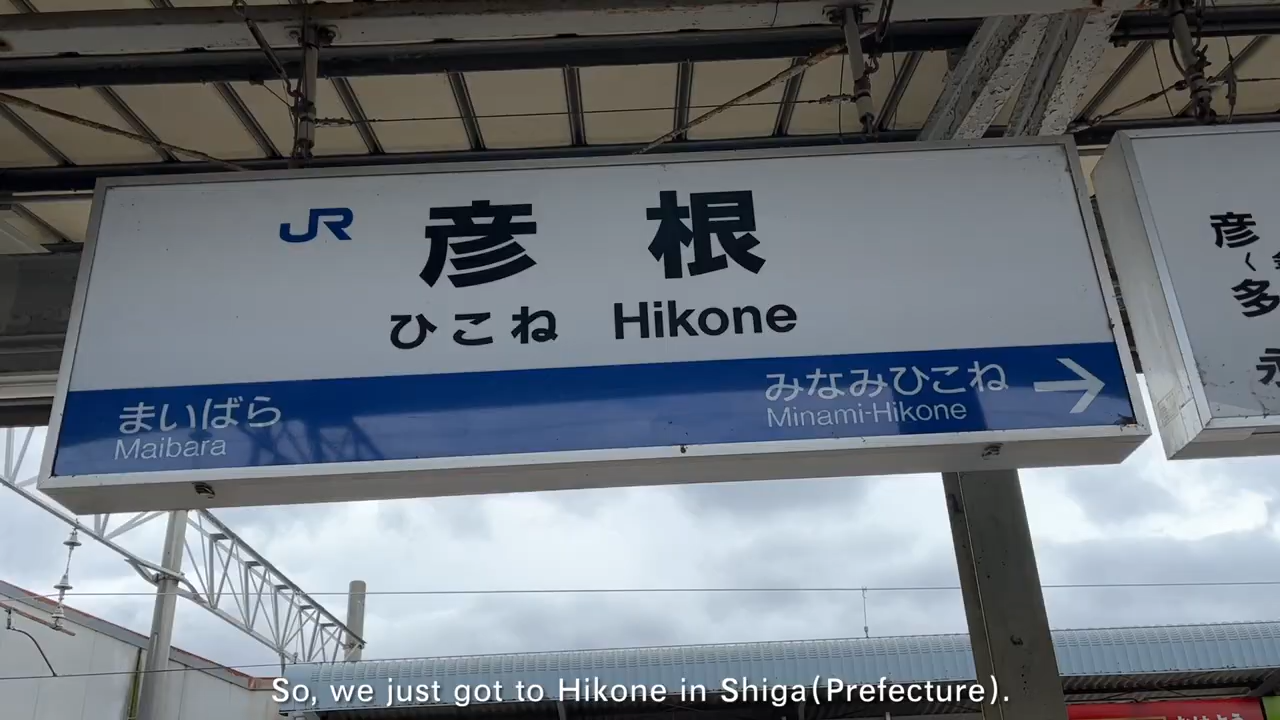 JR 彦根
ひこね Hikone
まいばら
Maibara
みなみひこね
Minami-Hikone
彦
多
So, we just got to Hikone in Shiga(Prefecture).